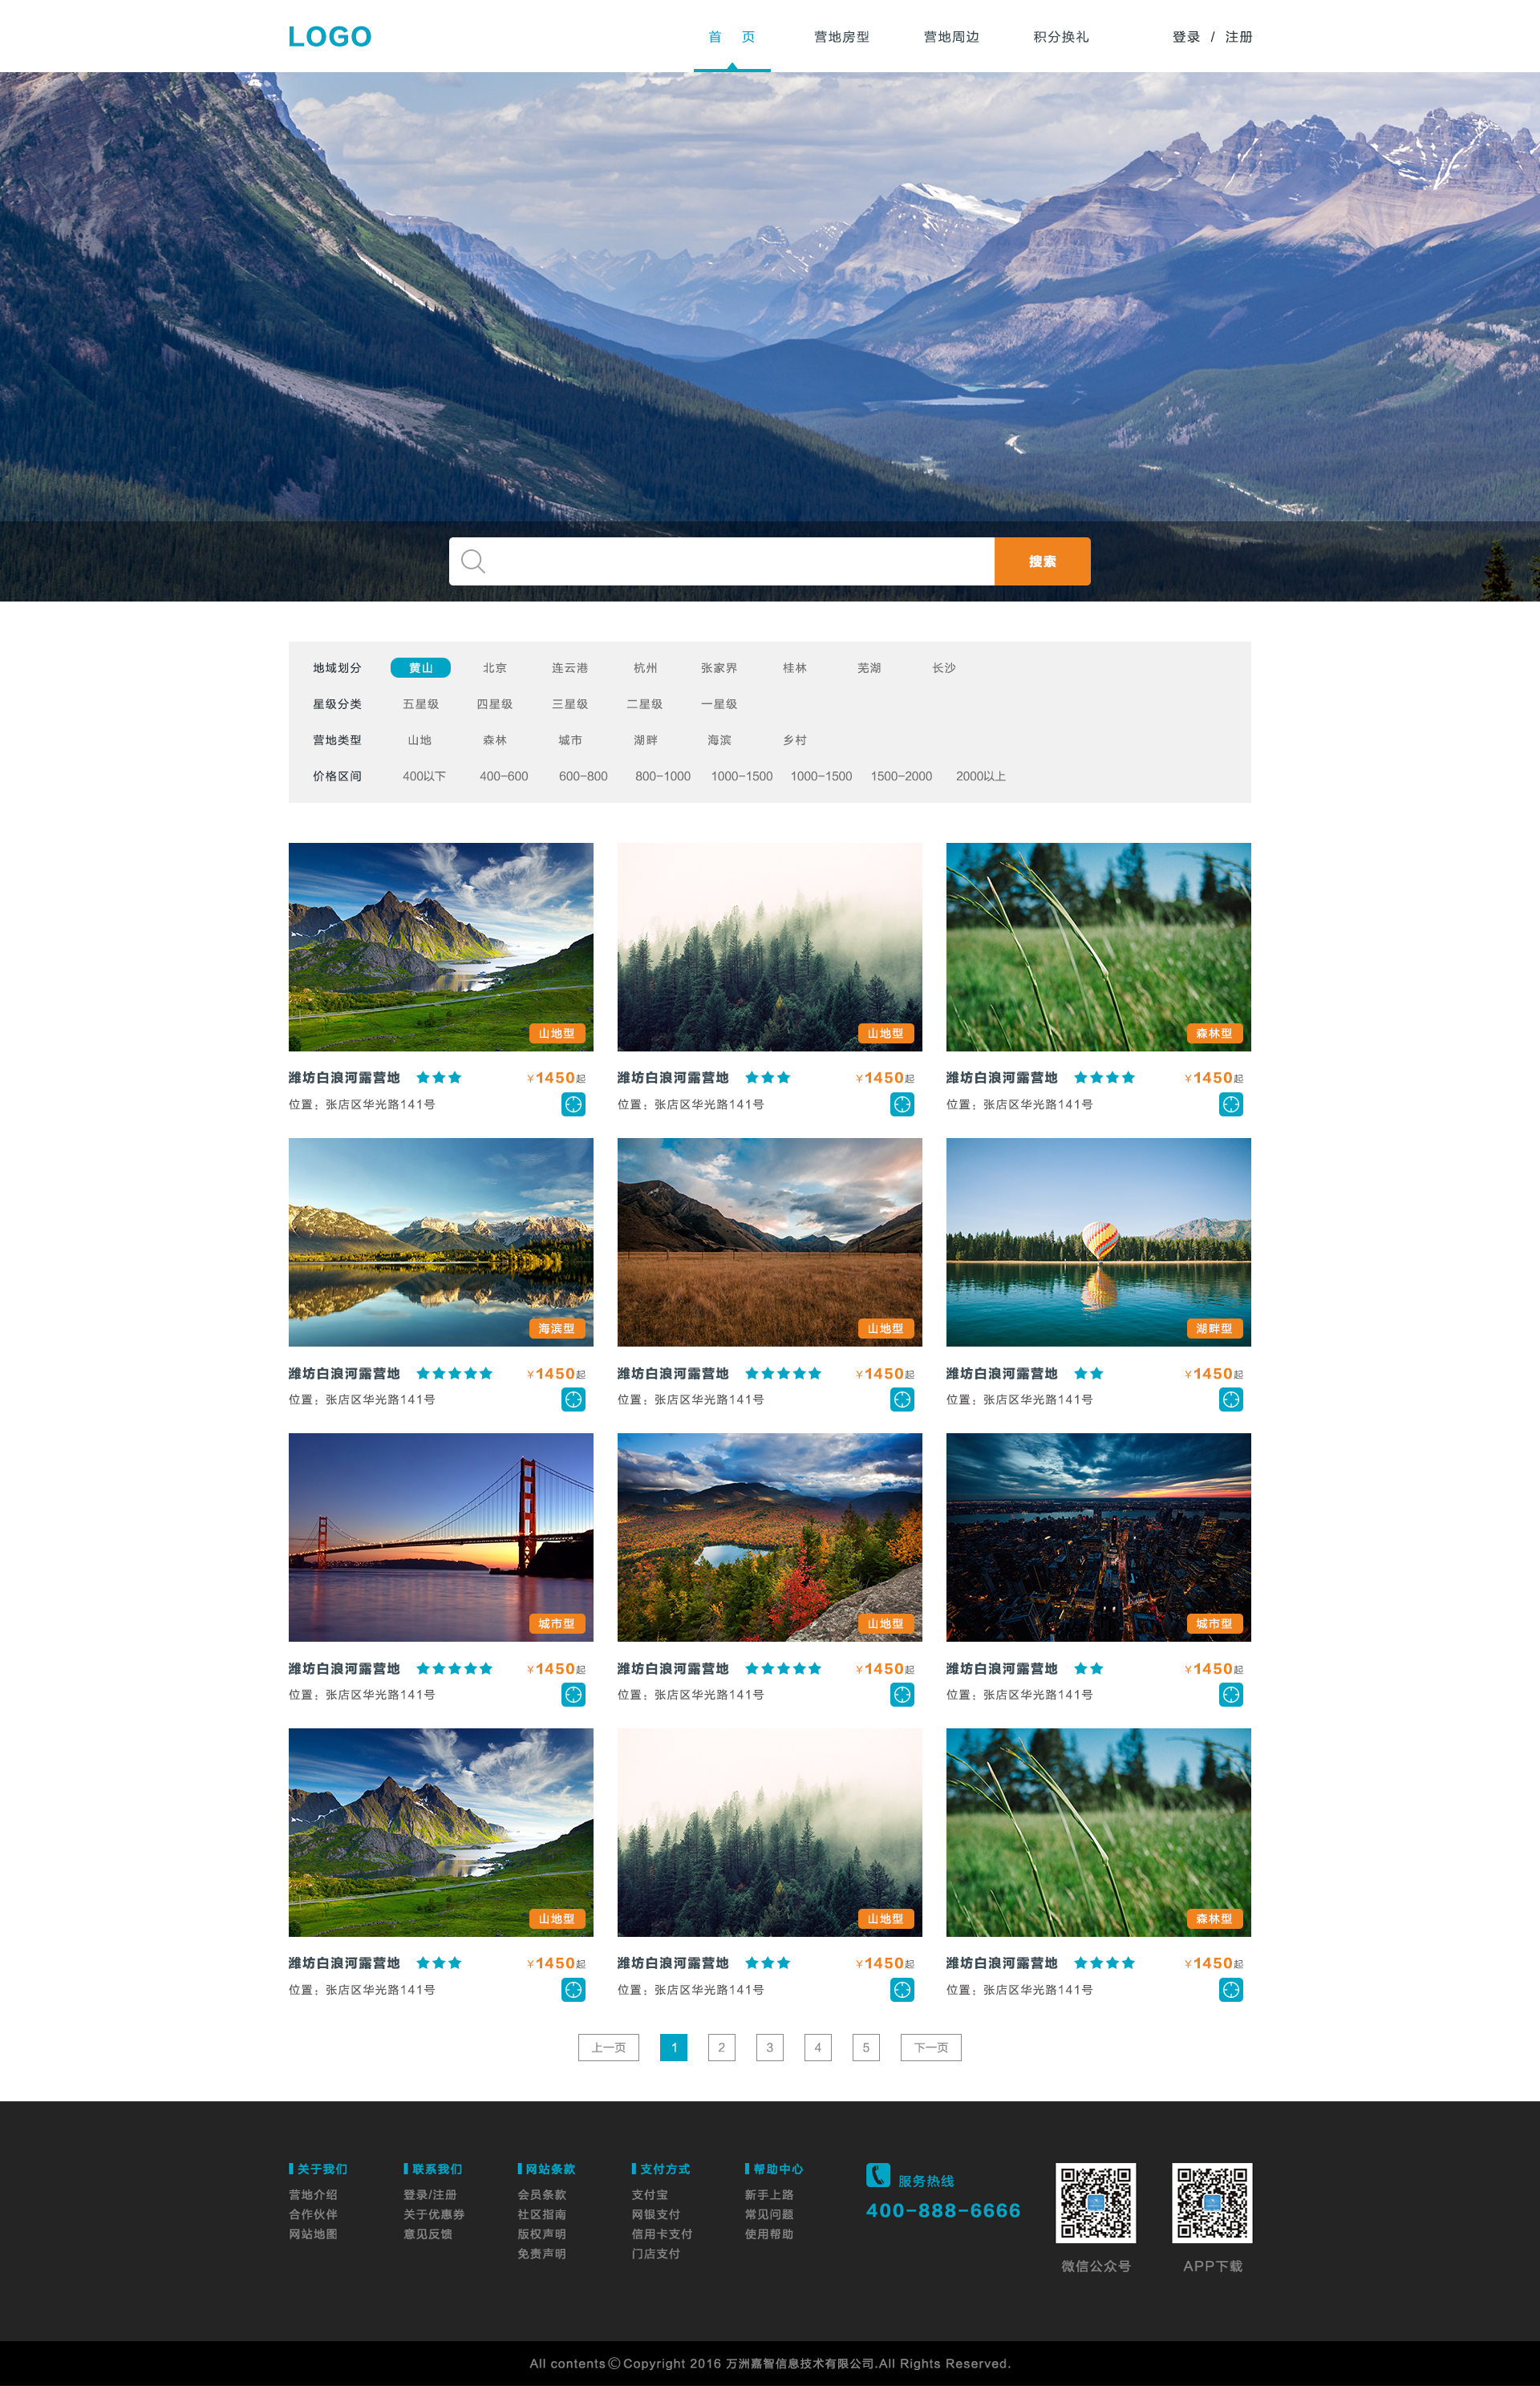 LOGO 首 页 营地房型 营地周边 积分换礼 登录 / 注册
搜索
地域划分 黄山 北京 连云港 杭州 张家界 桂林 芜湖 长沙
星级分类 五星级 四星级 三星级 二星级 一星级
营地类型 山地 森林 城市 湖畔 海滨 乡村
价格区间 400以下 400-600 600-800 800-1000 1000-1500 1000-1500 1500-2000 2000以上
山地型 山地型 森林型
潍坊白浪河露营地 ¥1450起 潍坊白浪河露营地 ¥1450起 潍坊白浪河露营地 ¥1450起
位置：张店区华光路141号 位置：张店区华光路141号 位置：张店区华光路141号
海滨型 山地型 湖畔型
潍坊白浪河露营地 ¥1450起 潍坊白浪河露营地 ¥1450起 潍坊白浪河露营地 ¥1450起
位置：张店区华光路141号 位置：张店区华光路141号 位置：张店区华光路141号
城市型 山地型 城市型
潍坊白浪河露营地 ¥1450起 潍坊白浪河露营地 ¥1450起 潍坊白浪河露营地 ¥1450起
位置：张店区华光路141号 位置：张店区华光路141号 位置：张店区华光路141号
山地型 山地型 森林型
潍坊白浪河露营地 ¥1450起 潍坊白浪河露营地 ¥1450起 潍坊白浪河露营地 ¥1450起
位置：张店区华光路141号 位置：张店区华光路141号 位置：张店区华光路141号
上一页 1 2 3 4 5 下一页
关于我们 联系我们 网站条款 支付方式 帮助中心 服务热线
营地介绍 登录/注册 会员条款 支付宝 新手上路
合作伙伴 关于优惠券 社区指南 网银支付 常见问题 400-888-6666
网站地图 意见反馈 版权声明 信用卡支付 使用帮助
免责声明 门店支付
微信公众号 APP下载
All contents©Copyright 2016 万洲嘉智信息技术有限公司.All Rights Reserved.